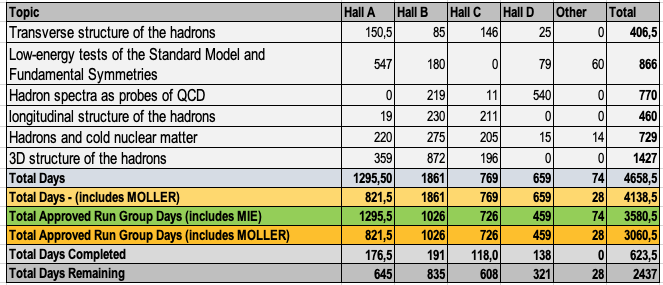 Topic Hall A Hall B Hall C Hall D Other Total
Transverse structure of the hadrons 150,5 85 146 25 0 406,5
Low-energy tests of the Standard Model and
Fundamental Symmetries 547 180 0 79 60 866
Hadron spectra as probes of QCD 0 219 11 540 0 770
longitudinal structure of the hadrons 19 230 211 0 0 460
Hadrons and cold nuclear matter 220 275 205 15 14 729
3D structure of the hadrons 359 872 196 0 0 1427
Total Days 1295,50 1861 769 659 74 4658,5
Total Days - (includes MOLLER) 821,5 1861 769 659 28 4138,5
Total Approved Run Group Days (includes MIE) 1295,5 1026 726 459 74 3580,5
Total Approved Run Group Days (includes MOLLER) 821,5 1026 726 459 28 3060,5
Total Days Completed 176,5 191 118,0 138 0 623,5
Total Days Remaining 645 835 608 321 28 2437